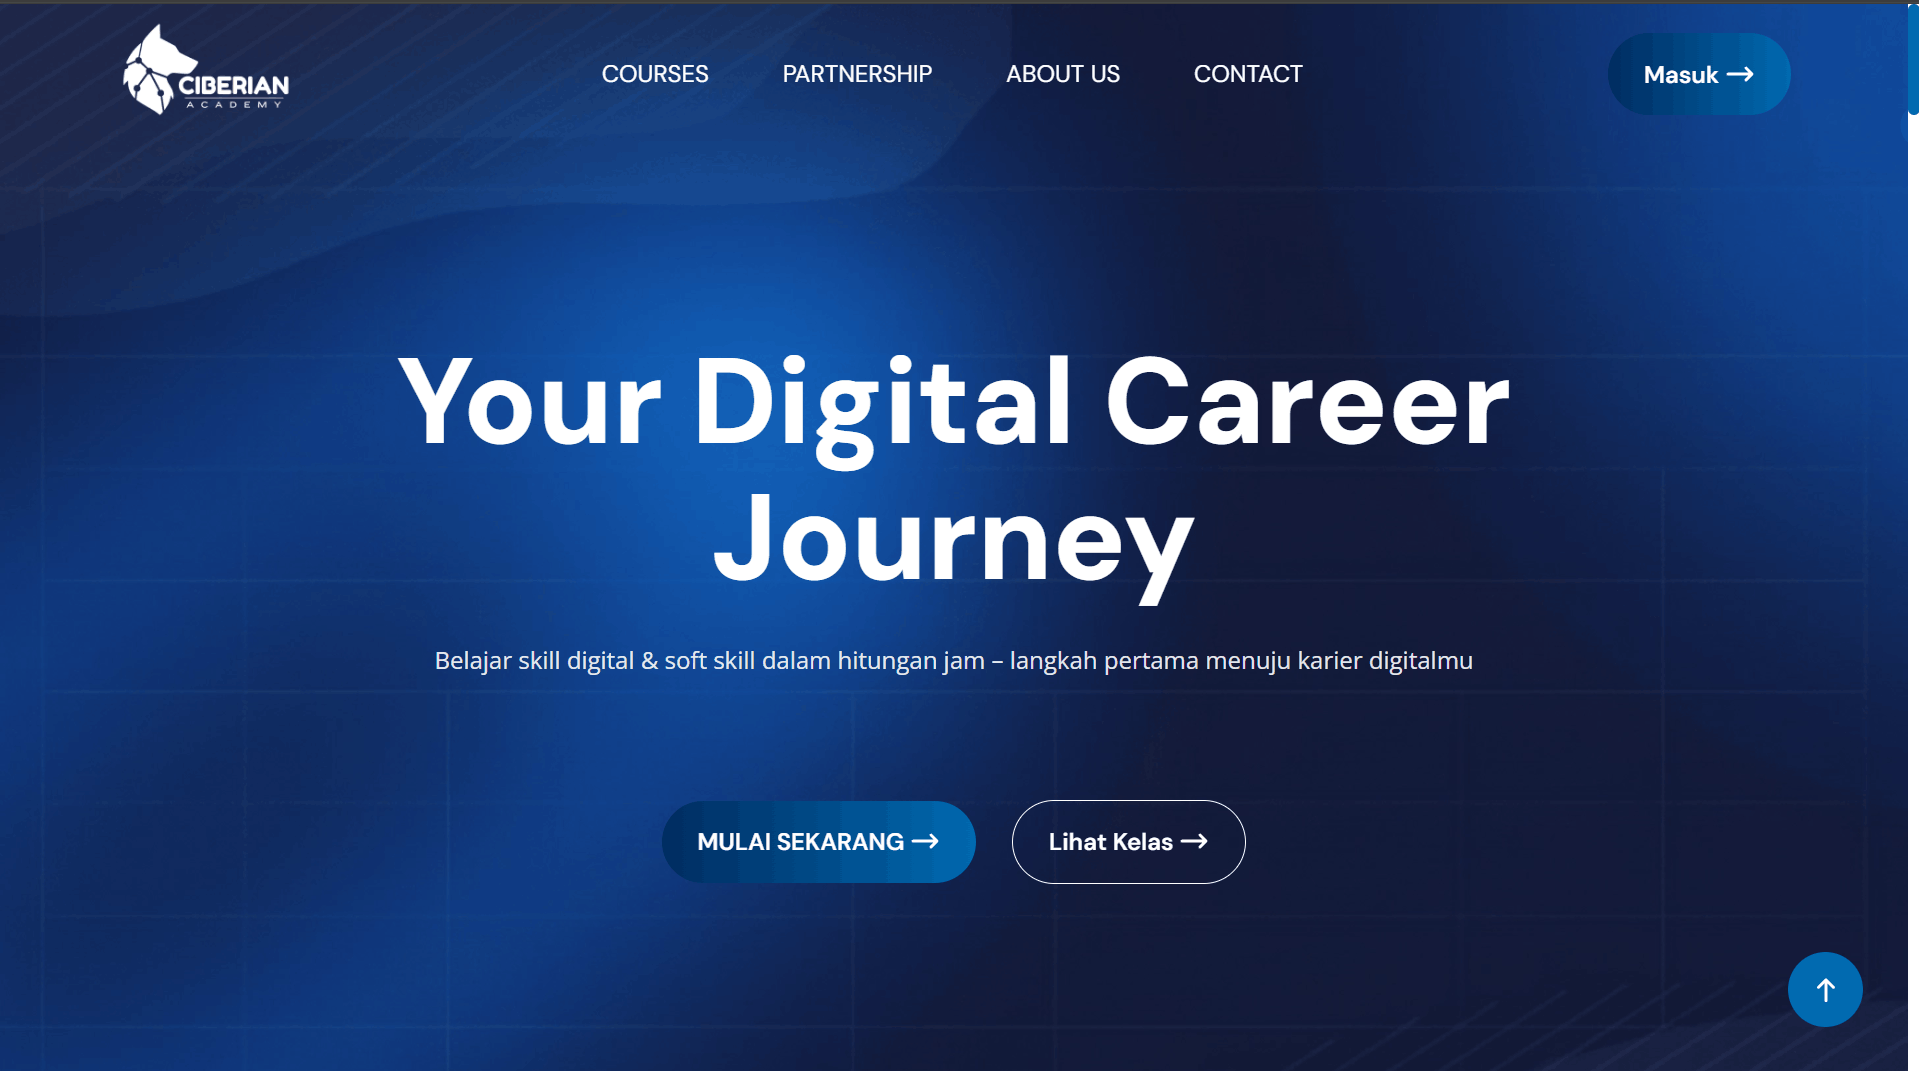 CIBERIAN
ACADEMY
COURSES
PARTNERSHIP
ABOUT US
CONTACT
Masuk
Your Digital Career
Journey
Belajar skill digital & soft skill dalam hitungan jam – langkah pertama menuju karier digitalmu
MULAI SEKARANG
Lihat Kelas